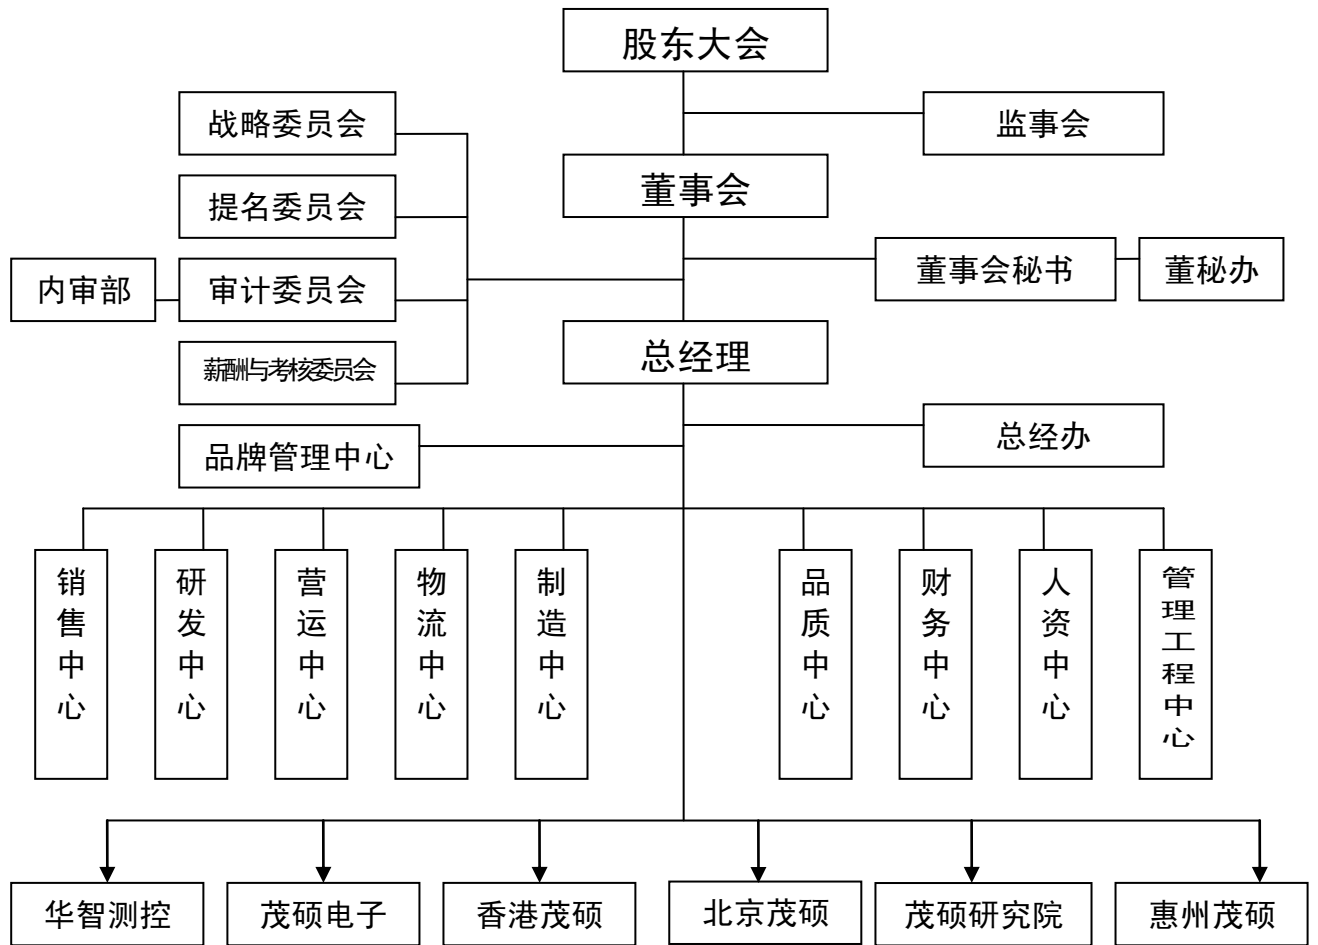 股东大会
战略委员会
监事会
董事会
提名委员会
董事会秘书
董秘办
内审部
审计委员会
总经理
薪酬与考核委员会
总经办
品牌管理中心
销售中心
研发中心
营运中心
物流中心
制造中心
品质中心
财务中心
人资中心
管理工程中心
华智测控
茂硕电子
香港茂硕
北京茂硕
茂硕研究院
惠州茂硕